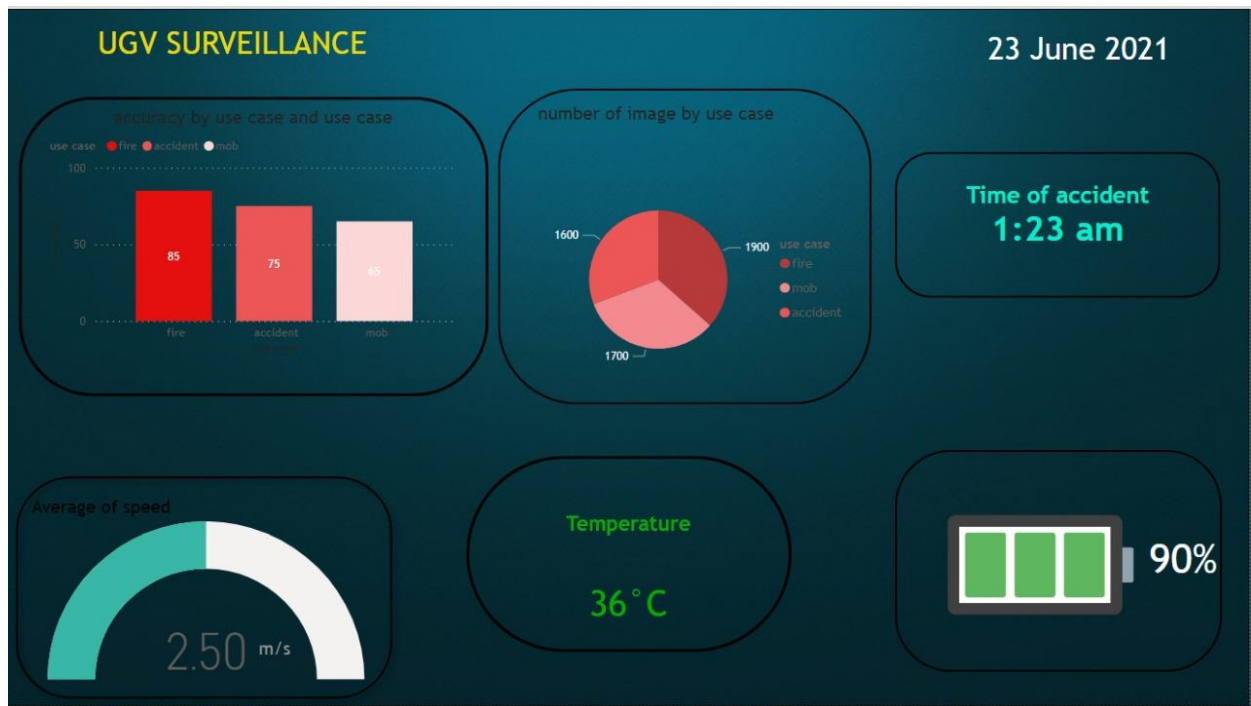 UGV SURVEILLANCE
23 June 2021
accuracy by use case and use case
use case fire accident mob
100
50
0
85
75
65
fire accident mob
number of image by use case
1600
1900
1700
use case
fire
mob
accident
Time of accident
1:23 am
Average of speed
2.50 m/s
Temperature
36°C
90%